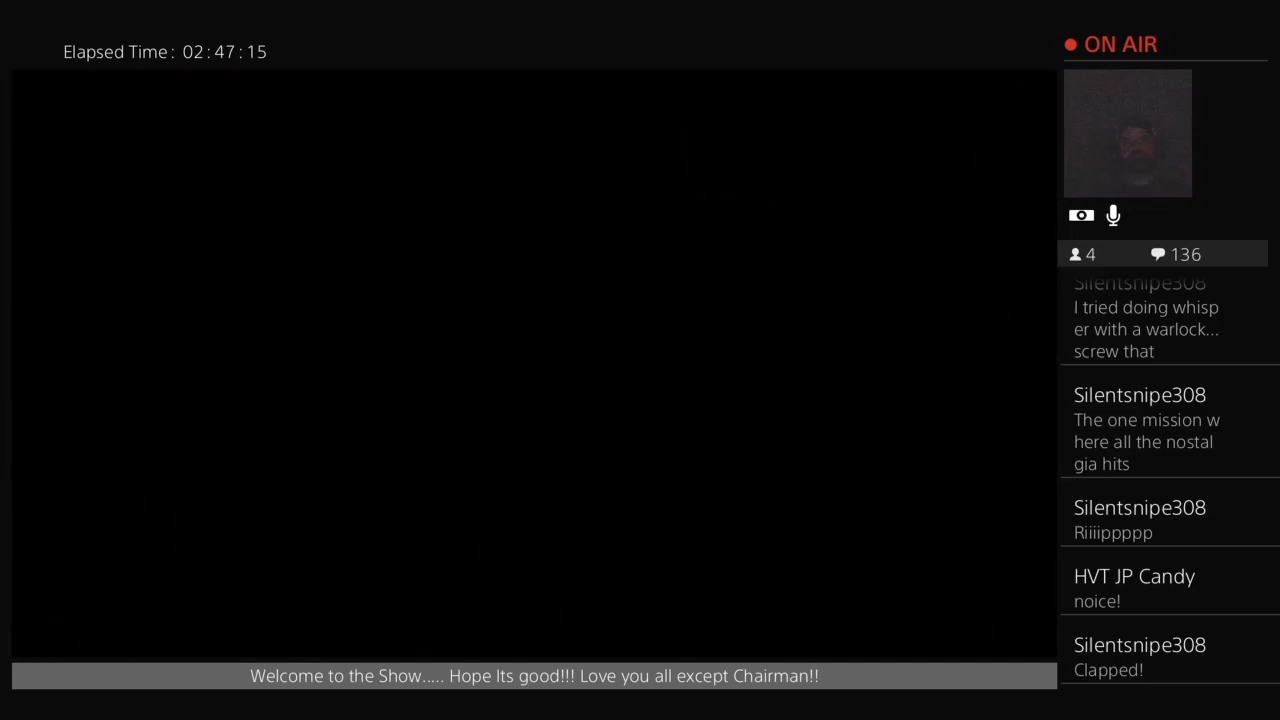 Elapsed Time: 02:47:15
ON AIR
4 136
Silentsnipe308
I tried doing whisp
er with a warlock...
screw that
Silentsnipe308
The one mission w
here all the nostal
gia hits
Silentsnipe308
Riiiippppp
HVT JP Candy
noice!
Silentsnipe308
Clapped!
Welcome to the Show..... Hope Its good!!! Love you all except Chairman!!